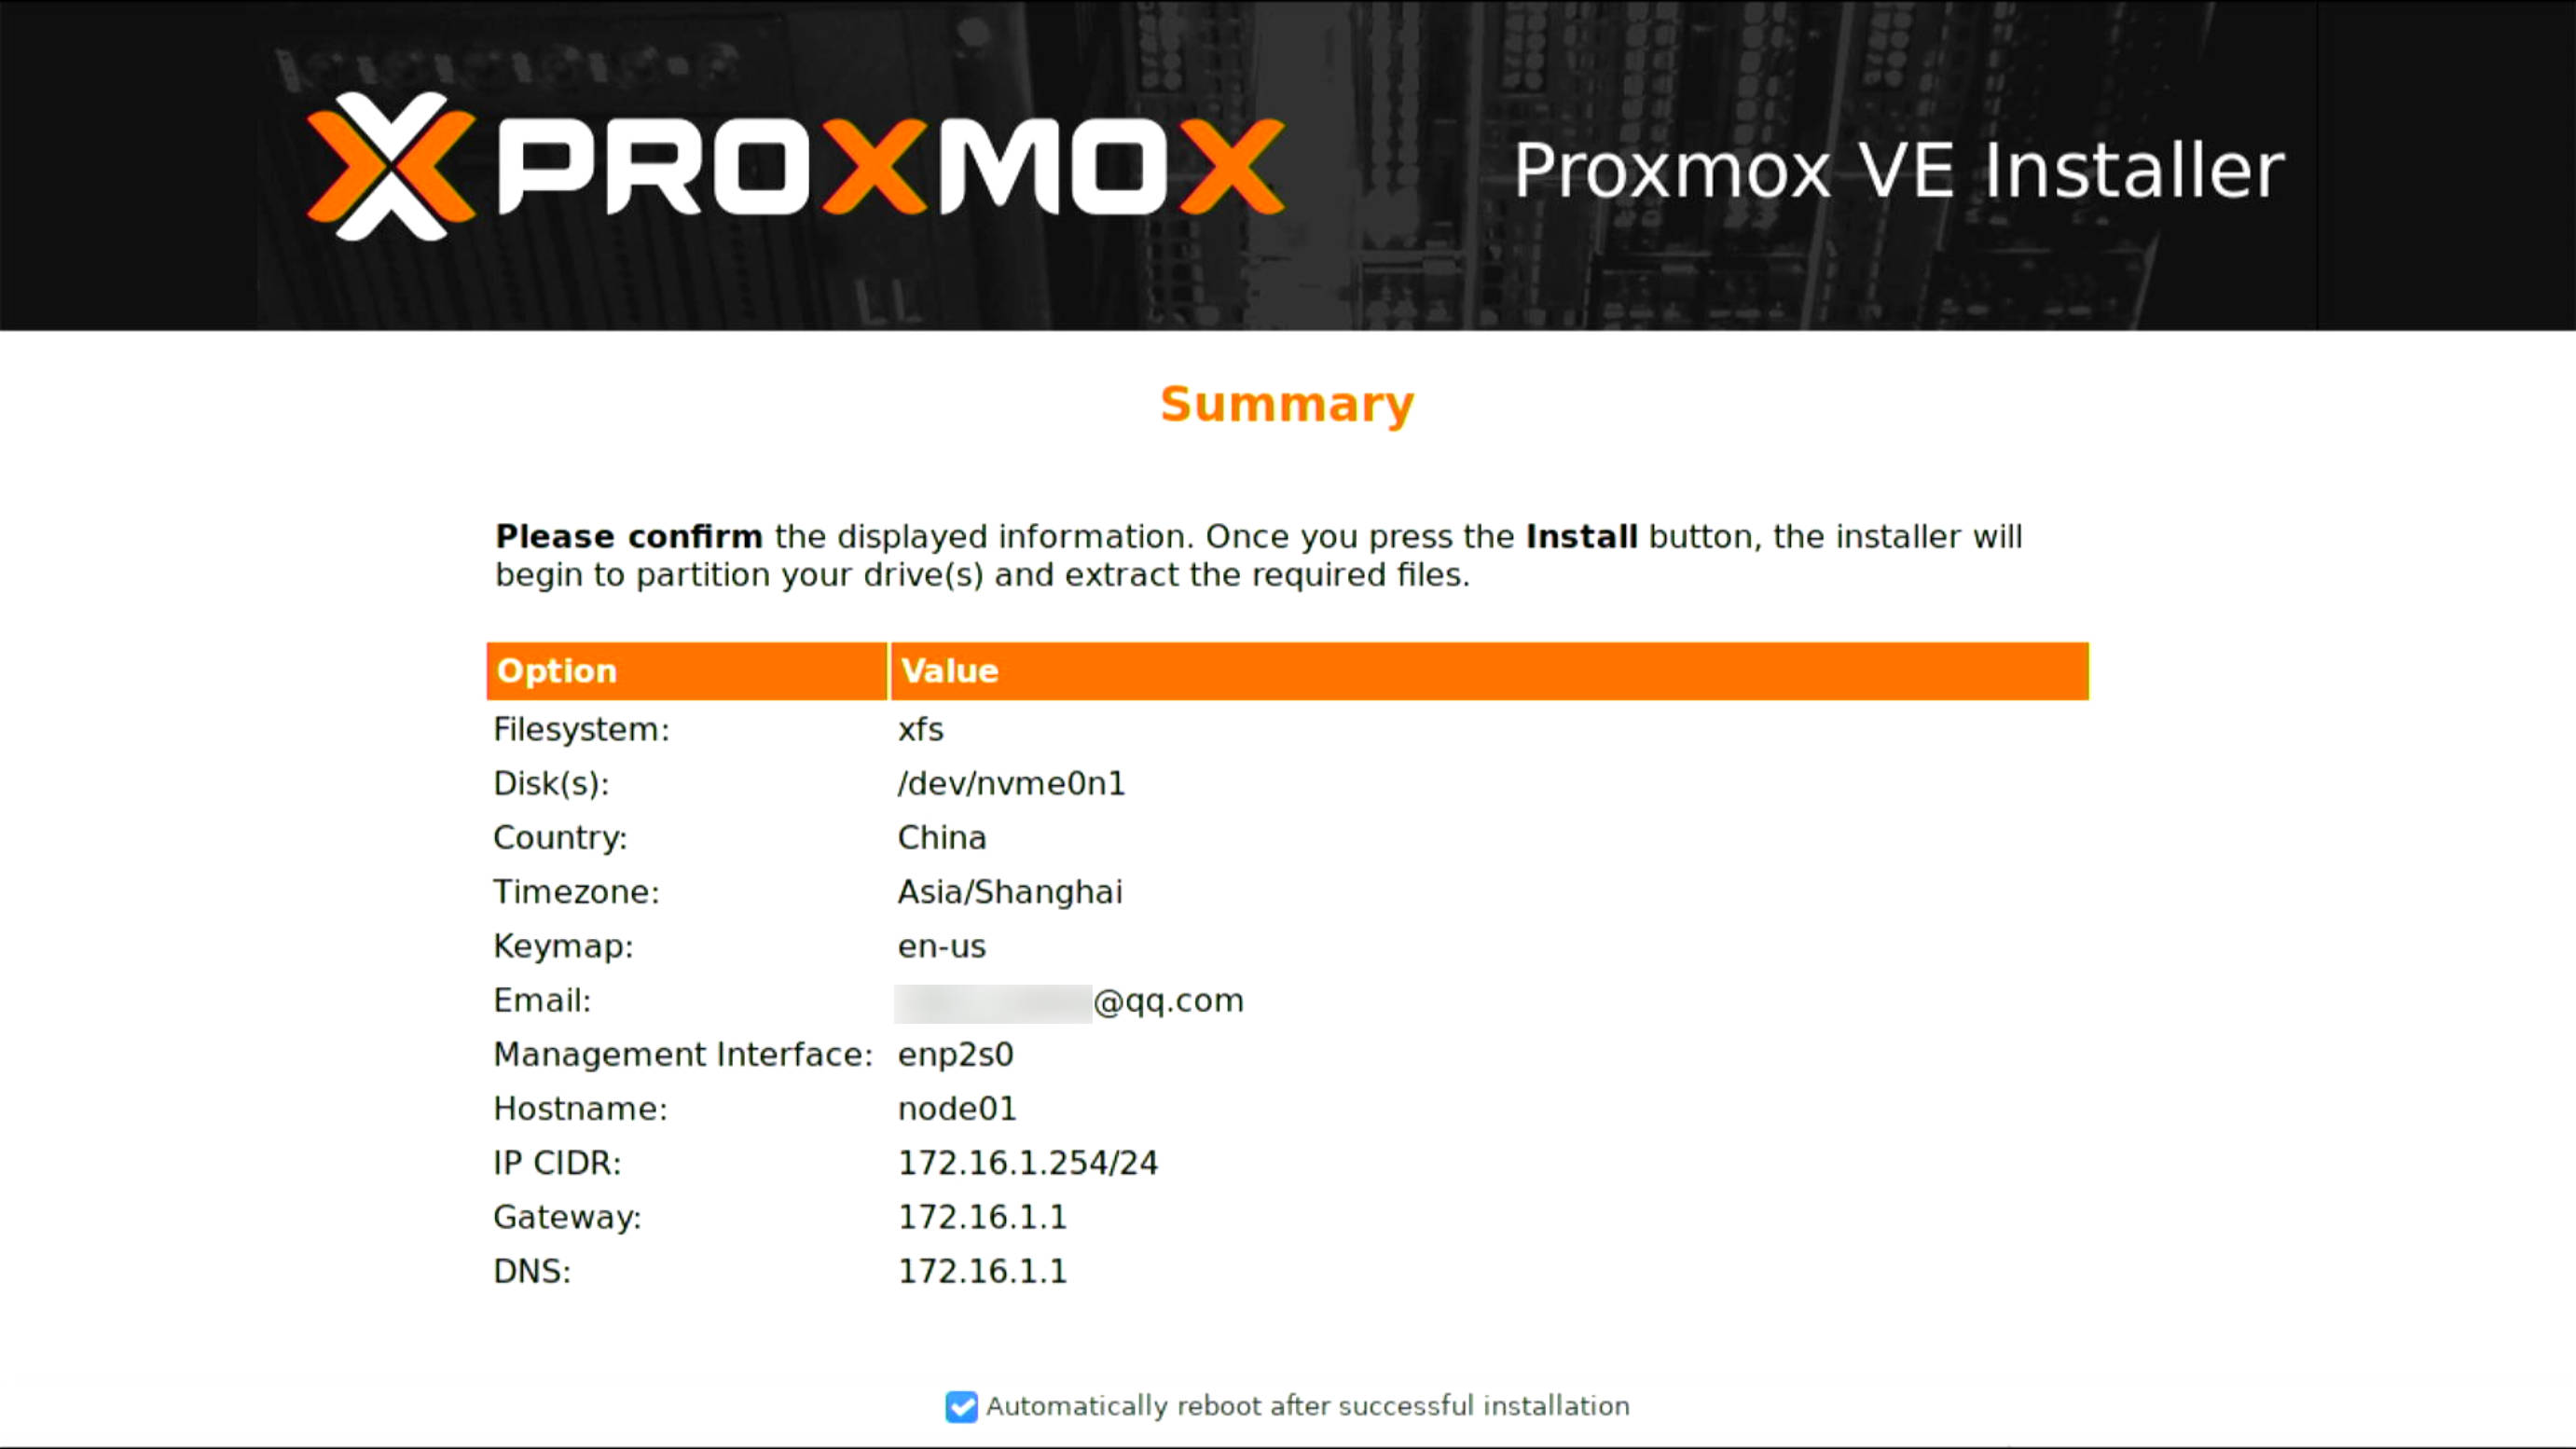 PROXMOX
Proxmox VE Installer
Summary
Please confirm the displayed information. Once you press the Install button, the installer will
begin to partition your drive(s) and extract the required files.
Option Value
Filesystem: xfs
Disk(s): /dev/nvme0n1
Country: China
Timezone: Asia/Shanghai
Keymap: en-us
Email: @qq.com
Management Interface: enp2s0
Hostname: node01
IP CIDR: 172.16.1.254/24
Gateway: 172.16.1.1
DNS: 172.16.1.1
Automatically reboot after successful installation